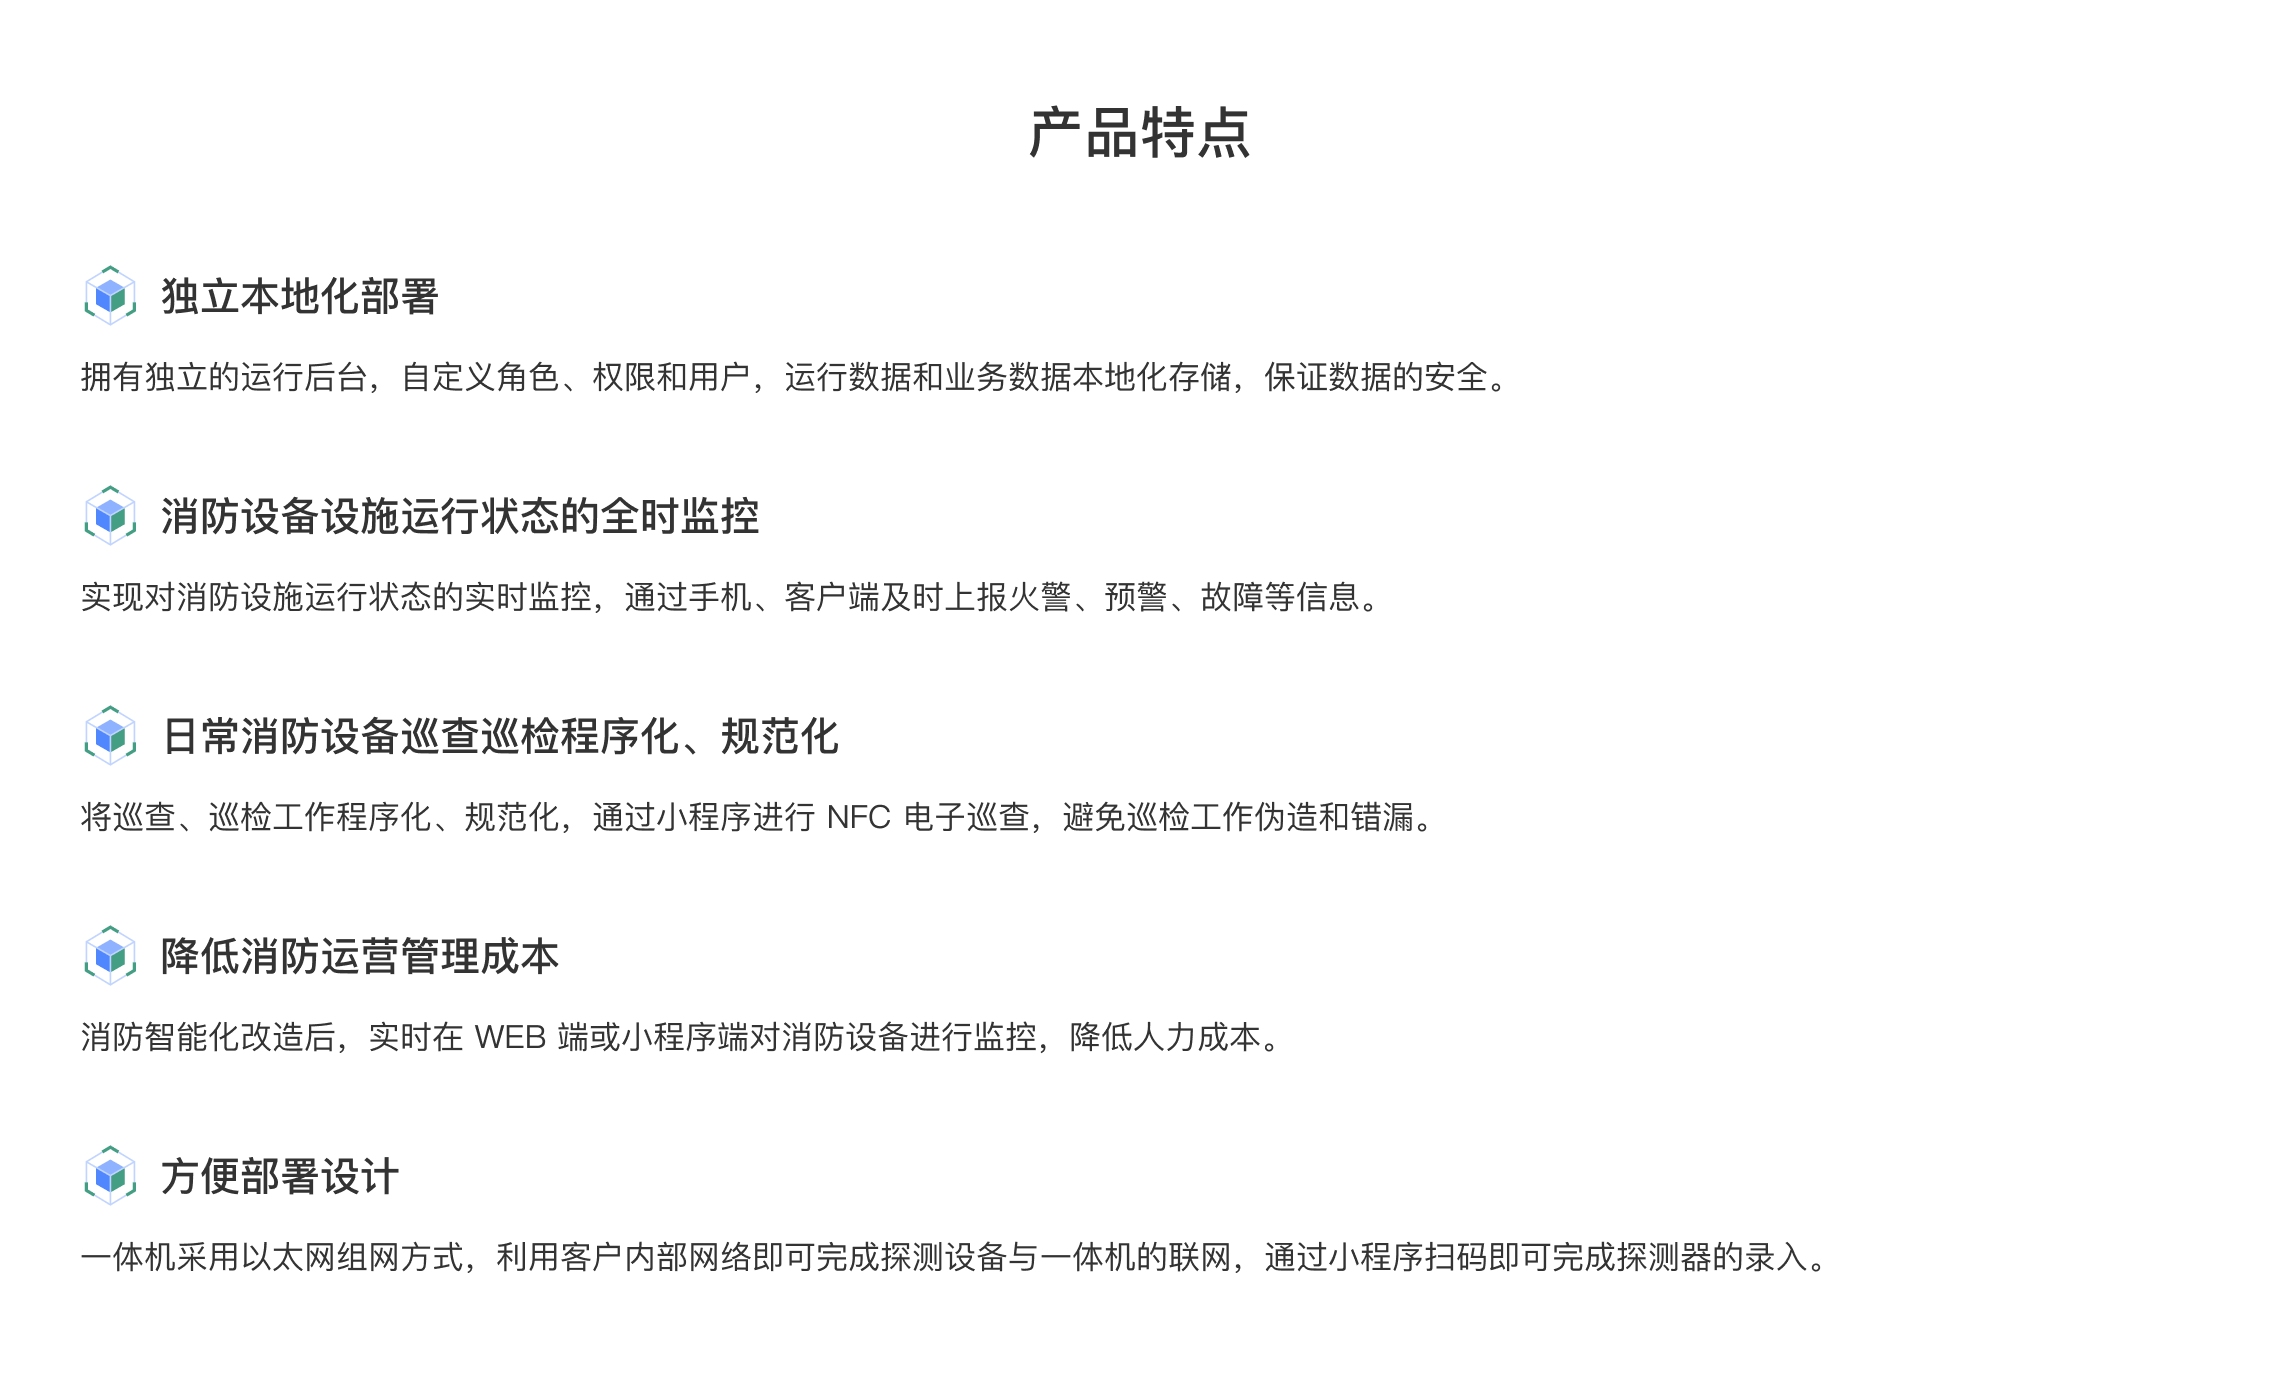 产品特点
独立本地化部署
拥有独立的运行后台，自定义角色、权限和用户，运行数据和业务数据本地化存储，保证数据的安全。
消防设备设施运行状态的全时监控
实现对消防设施运行状态的实时监控，通过手机、客户端及时上报火警、预警、故障等信息。
日常消防设备巡查巡检程序化、规范化
将巡查、巡检工作程序化、规范化，通过小程序进行 NFC 电子巡查，避免巡检工作伪造和错漏。
降低消防运营管理成本
消防智能化改造后，实时在 WEB 端或小程序端对消防设备进行监控，降低人力成本。
方便部署设计
一体机采用以太网组网方式，利用客户内部网络即可完成探测设备与一体机的联网，通过小程序扫码即可完成探测器的录入。